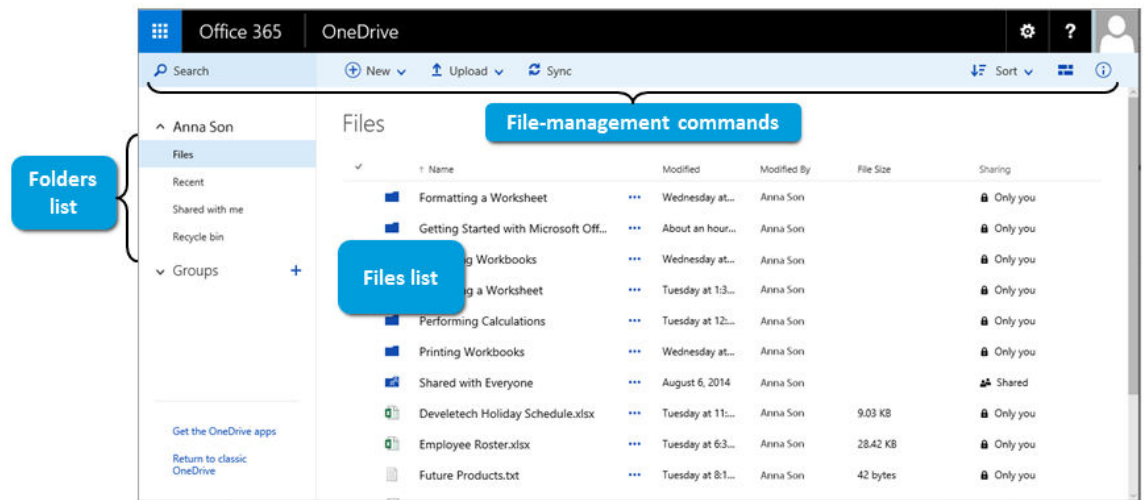 Office 365 OneDrive ?
Search New Upload Sync Sort
File-management commands
Anna Son
Files
Recent
Shared with me
Recycle bin
Groups +
Folders
list
Get the OneDrive apps
Return to classic
OneDrive
Files
Name Modified Modified By File Size Sharing
Formatting a Worksheet ... Wednesday at... Anna Son Only you
Getting Started with Microsoft Off... ... About an hour... Anna Son Only you
Workbooks ... Wednesday at... Anna Son Only you
a Worksheet ... Tuesday at 1:3... Anna Son Only you
Files list
Performing Calculations ... Tuesday at 12:... Anna Son Only you
Printing Workbooks ... Wednesday at... Anna Son Only you
Shared with Everyone ... August 6, 2014 Anna Son Shared
Develetech Holiday Schedule.xlsx ... Tuesday at 11:... Anna Son 9.03 KB Only you
Employee Roster.xlsx ... Tuesday at 6:3... Anna Son 28.42 KB Only you
Future Products.txt ... Tuesday at 8:1... Anna Son 42 bytes Only you